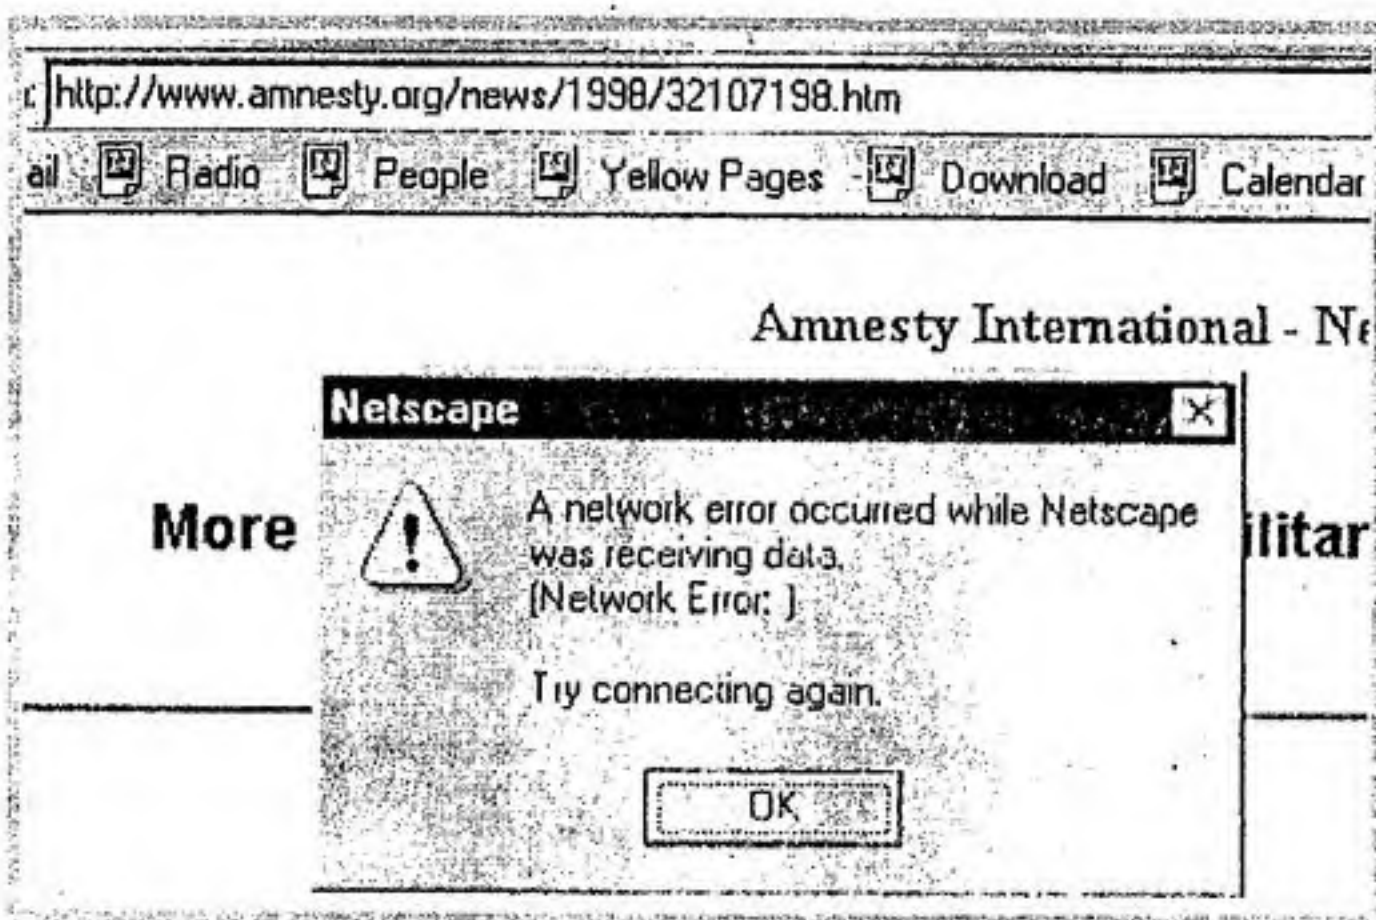 http://www.amnesty.org/news/1998/32107198.htm
ail Radio People Yellow Pages Download Calendar
Amnesty International - Ne
Netscape
More
ilitar
A network error occurred while Netscape
was receiving data.
(Network Error: )
Try connecting again.
OK